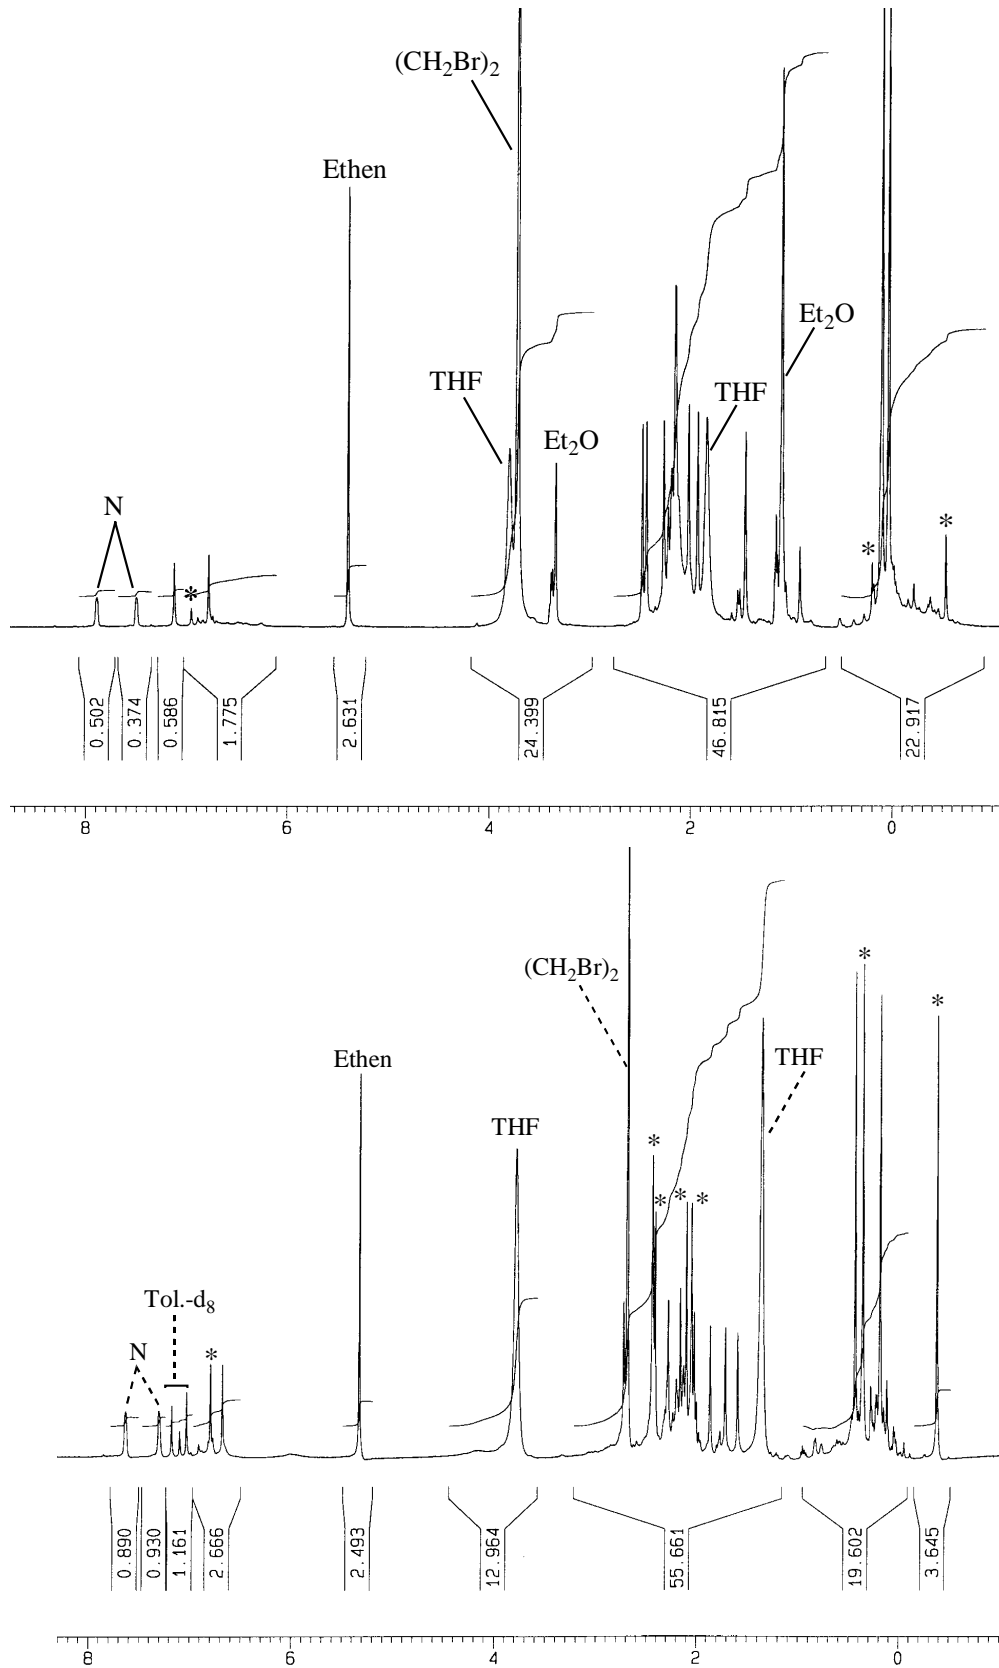 (CH₂Br)₂
Ethen
Et₂O
THF
THF
Et₂O
N
*
*
*
0.502
0.374
0.586
1.775
2.631
24.399
46.815
22.917
8 6 4 2 0
(CH₂Br)₂
*
*
Ethen
THF
THF
*
*
*
*
Tol.-d₈
N
*
0.890
0.930
1.161
2.666
2.493
12.964
55.661
19.602
3.645
8 6 4 2 0